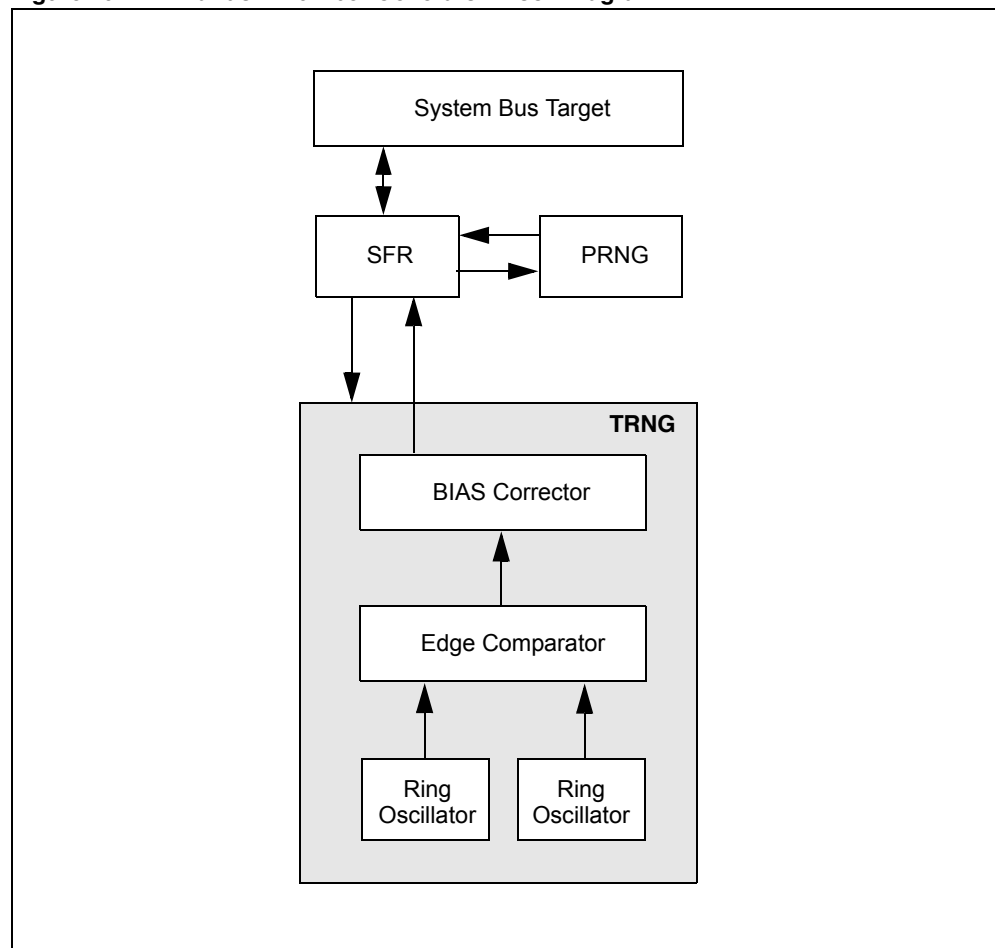 System Bus Target
SFR
PRNG
TRNG
BIAS Corrector
Edge Comparator
Ring
Oscillator
Ring
Oscillator